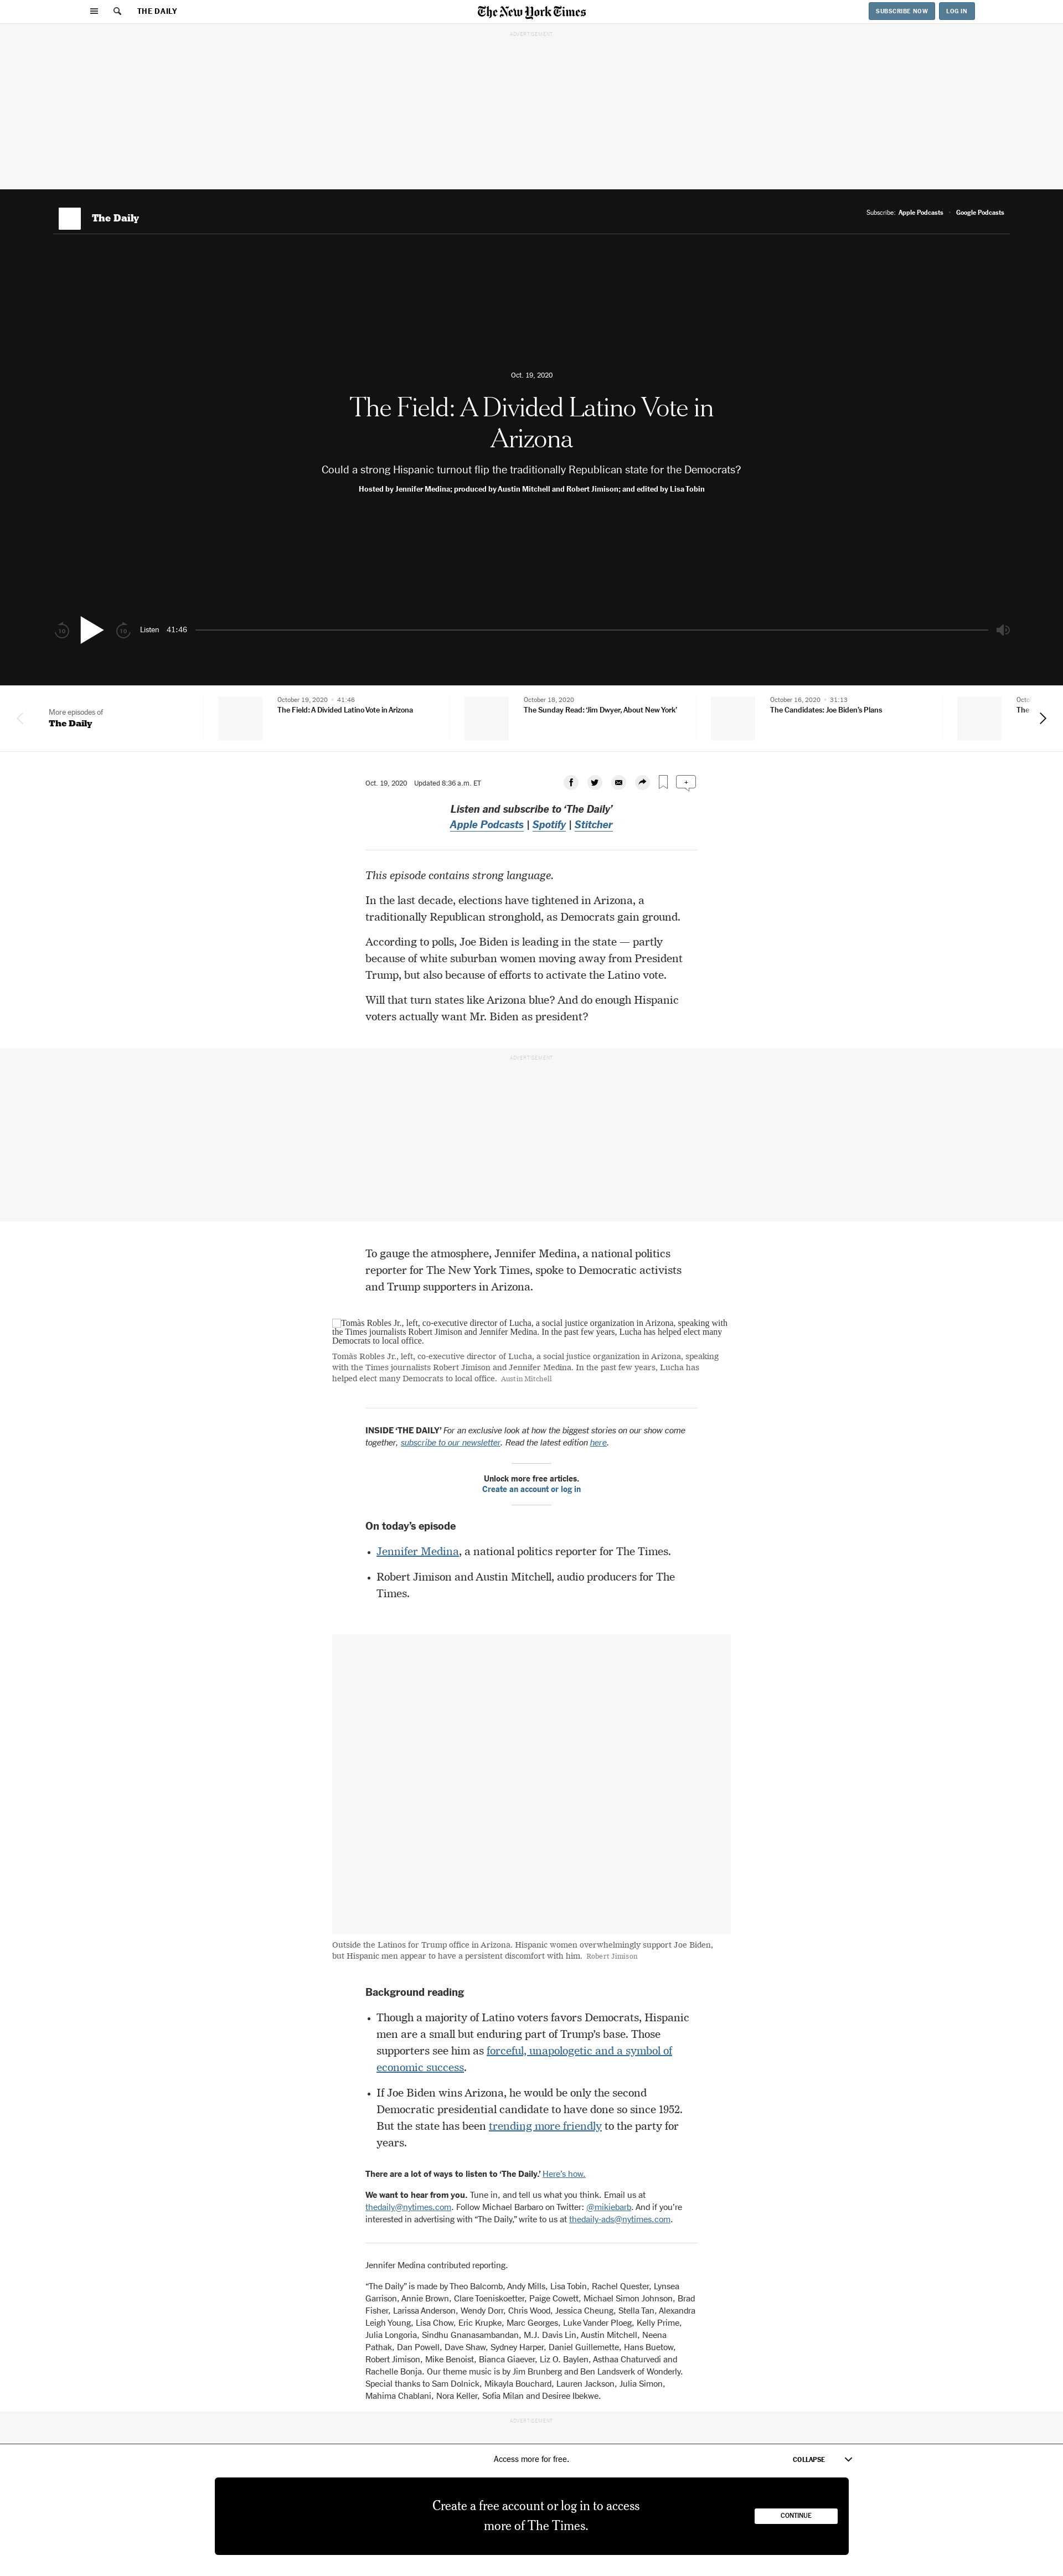 THE DAILY
The New York Times
SUBSCRIBE NOW
LOG IN
ADVERTISEMENT
The Daily
Subscribe: Apple Podcasts
Google Podcasts
Oct. 19, 2020
The Field: A Divided Latino Vote in
Arizona
Could a strong Hispanic turnout flip the traditionally Republican state for the Democrats?
Hosted by Jennifer Medina; produced by Austin Mitchell and Robert Jimison; and edited by Lisa Tobin
10
10
Listen 41:46
More episodes of
The Daily
October 19, 2020 • 41:46
The Field: A Divided Latino Vote in Arizona
October 18, 2020
The Sunday Read: ‘Jim Dwyer, About New York’
October 16, 2020 • 31:13
The Candidates: Joe Biden’s Plans
The
Oct. 19, 2020 Updated 8:36 a.m. ET
Listen and subscribe to ‘The Daily’
Apple Podcasts | Spotify | Stitcher
This episode contains strong language.
In the last decade, elections have tightened in Arizona, a
traditionally Republican stronghold, as Democrats gain ground.
According to polls, Joe Biden is leading in the state — partly
because of white suburban women moving away from President
Trump, but also because of efforts to activate the Latino vote.
Will that turn states like Arizona blue? And do enough Hispanic
voters actually want Mr. Biden as president?
ADVERTISEMENT
To gauge the atmosphere, Jennifer Medina, a national politics
reporter for The New York Times, spoke to Democratic activists
and Trump supporters in Arizona.
Tomàs Robles Jr., left, co-executive director of Lucha, a social justice organization in Arizona, speaking with
the Times journalists Robert Jimison and Jennifer Medina. In the past few years, Lucha has helped elect many
Democrats to local office.
Tomàs Robles Jr., left, co-executive director of Lucha, a social justice organization in Arizona, speaking
with the Times journalists Robert Jimison and Jennifer Medina. In the past few years, Lucha has
helped elect many Democrats to local office. Austin Mitchell
INSIDE ‘THE DAILY’ For an exclusive look at how the biggest stories on our show come
together, subscribe to our newsletter. Read the latest edition here.
Unlock more free articles.
Create an account or log in
On today’s episode
• Jennifer Medina, a national politics reporter for The Times.
• Robert Jimison and Austin Mitchell, audio producers for The
Times.
Outside the Latinos for Trump office in Arizona. Hispanic women overwhelmingly support Joe Biden,
but Hispanic men appear to have a persistent discomfort with him. Robert Jimison
Background reading
• Though a majority of Latino voters favors Democrats, Hispanic
men are a small but enduring part of Trump’s base. Those
supporters see him as forceful, unapologetic and a symbol of
economic success.
• If Joe Biden wins Arizona, he would be only the second
Democratic presidential candidate to have done so since 1952.
But the state has been trending more friendly to the party for
years.
There are a lot of ways to listen to ‘The Daily.’ Here’s how.
We want to hear from you. Tune in, and tell us what you think. Email us at
thedaily@nytimes.com. Follow Michael Barbaro on Twitter: @mikiebarb. And if you’re
interested in advertising with “The Daily,” write to us at thedaily-ads@nytimes.com.
Jennifer Medina contributed reporting.
“The Daily” is made by Theo Balcomb, Andy Mills, Lisa Tobin, Rachel Quester, Lynsea
Garrison, Annie Brown, Clare Toeniskoetter, Paige Cowett, Michael Simon Johnson, Brad
Fisher, Larissa Anderson, Wendy Dorr, Chris Wood, Jessica Cheung, Stella Tan, Alexandra
Leigh Young, Lisa Chow, Eric Krupke, Marc Georges, Luke Vander Ploeg, Kelly Prime,
Julia Longoria, Sindhu Gnanasambandan, M.J. Davis Lin, Austin Mitchell, Neena
Pathak, Dan Powell, Dave Shaw, Sydney Harper, Daniel Guillemette, Hans Buetow,
Robert Jimison, Mike Benoist, Bianca Giaever, Liz O. Baylen, Asthaa Chaturvedi and
Rachelle Bonja. Our theme music is by Jim Brunberg and Ben Landsverk of Wonderly.
Special thanks to Sam Dolnick, Mikayla Bouchard, Lauren Jackson, Julia Simon,
Mahima Chablani, Nora Keller, Sofia Milan and Desiree Ibekwe.
ADVERTISEMENT
Access more for free.
COLLAPSE
Create a free account or log in to access
more of The Times.
CONTINUE